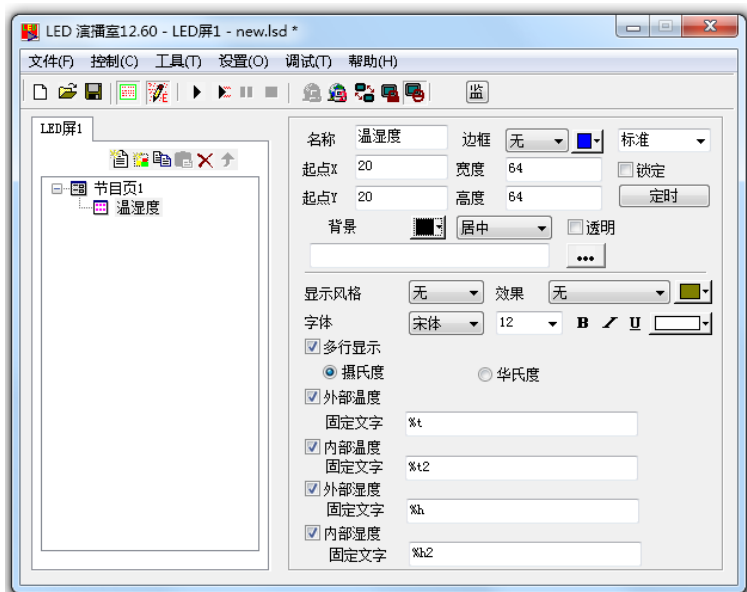 LED 演播室12.60 - LED屏1 - new.lsd *
文件(F) 控制(C) 工具(T) 设置(O) 调试(T) 帮助(H)
监
LED屏1
节目页1
温湿度
名称 温湿度 边框 无 标准
起点X 20 宽度 64 锁定
起点Y 20 高度 64 定时
背景 居中 透明
•••
显示风格 无 效果 无
字体 宋体 12 B I U
多行显示
摄氏度 华氏度
外部温度
固定文字 %t
内部温度
固定文字 %t2
外部湿度
固定文字 %h
内部湿度
固定文字 %h2